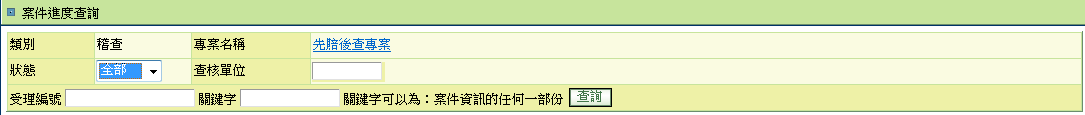 案件進度查詢
類別 稽查 專案名稱 先賠後查專案
狀態 全部 查核單位
受理編號 關鍵字 關鍵字可以為：案件資訊的任何一部份 查詢